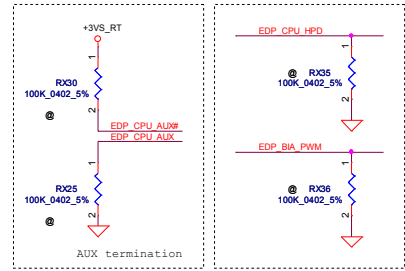 +3VS_RT
1
RX30
100K_0402_5%
2
@
EDP_CPU_AUX#
EDP_CPU_AUX
1
RX25
100K_0402_5%
2
@
AUX termination
EDP_CPU_HPD
1
@ RX35
100K_0402_5%
2
EDP_BIA_PWM
1
@ RX36
100K_0402_5%
2